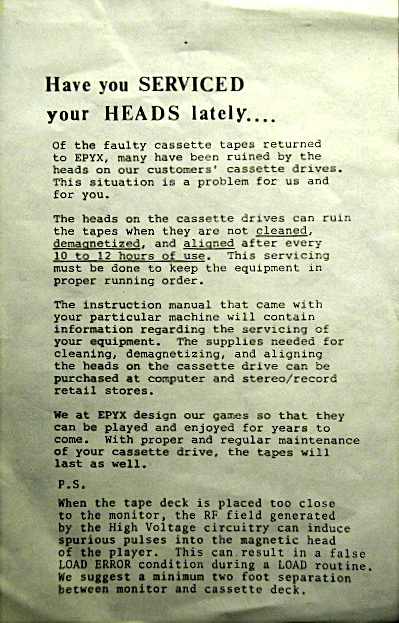 Have you SERVICED
your HEADS lately....
Of the faulty cassette tapes returned
to EPYX, many have been ruined by the
heads on our customers' cassette drives.
This situation is a problem for us and
for you.
The heads on the cassette drives can ruin
the tapes when they are not cleaned,
demagnetized, and aligned after every
10 to 12 hours of use. This servicing
must be done to keep the equipment in
proper running order.
The instruction manual that came with
your particular machine will contain
information regarding the servicing of
your equipment. The supplies needed for
cleaning, demagnetizing, and aligning
the heads on the cassette drive can be
purchased at computer and stereo/record
retail stores.
We at EPYX design our games so that they
can be played and enjoyed for years to
come. With proper and regular maintenance
of your cassette drive, the tapes will
last as well.
P.S.
When the tape deck is placed too close
to the monitor, the RF field generated
by the High Voltage circuitry can induce
spurious pulses into the magnetic head
of the player. This can result in a false
LOAD ERROR condition during a LOAD routine.
We suggest a minimum two foot separation
between monitor and cassette deck.